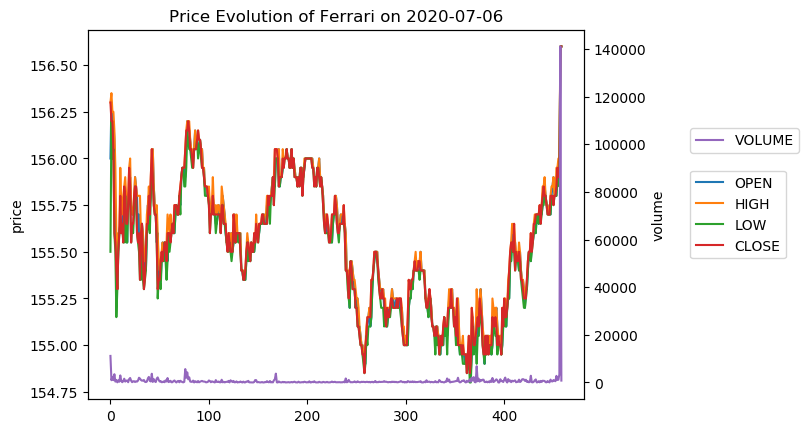 Price Evolution of Ferrari on 2020-07-06
156.50
156.25
156.00
155.75
155.50
155.25
155.00
154.75
price
0
100
200
300
400
140000
120000
100000
80000
60000
40000
20000
0
volume
VOLUME
OPEN
HIGH
LOW
CLOSE